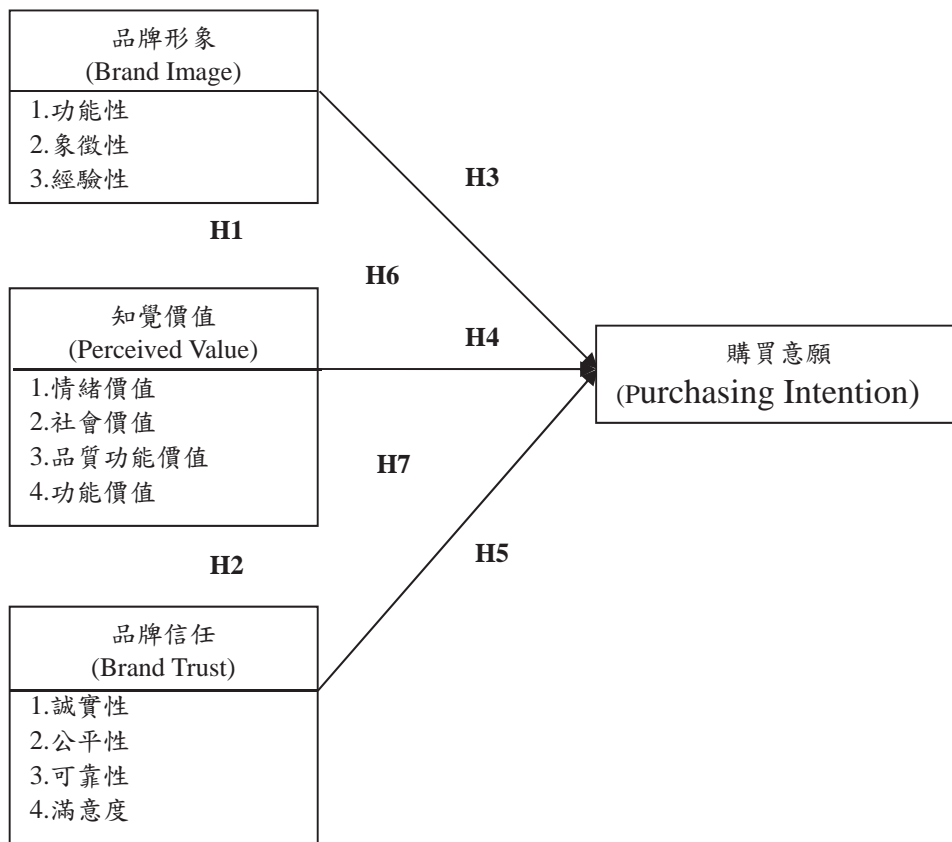 品牌形象
(Brand Image)
1.功能性
2.象徵性
3.經驗性
H3
H1
H6
知覺價值
(Perceived Value)
H4
1.情緒價值
2.社會價值
3.品質功能價值
4.功能價值
購買意愿
(Purchasing Intention)
H7
H5
H2
品牌信任
(Brand Trust)
1.誠實性
2.公平性
3.可靠性
4.滿意度